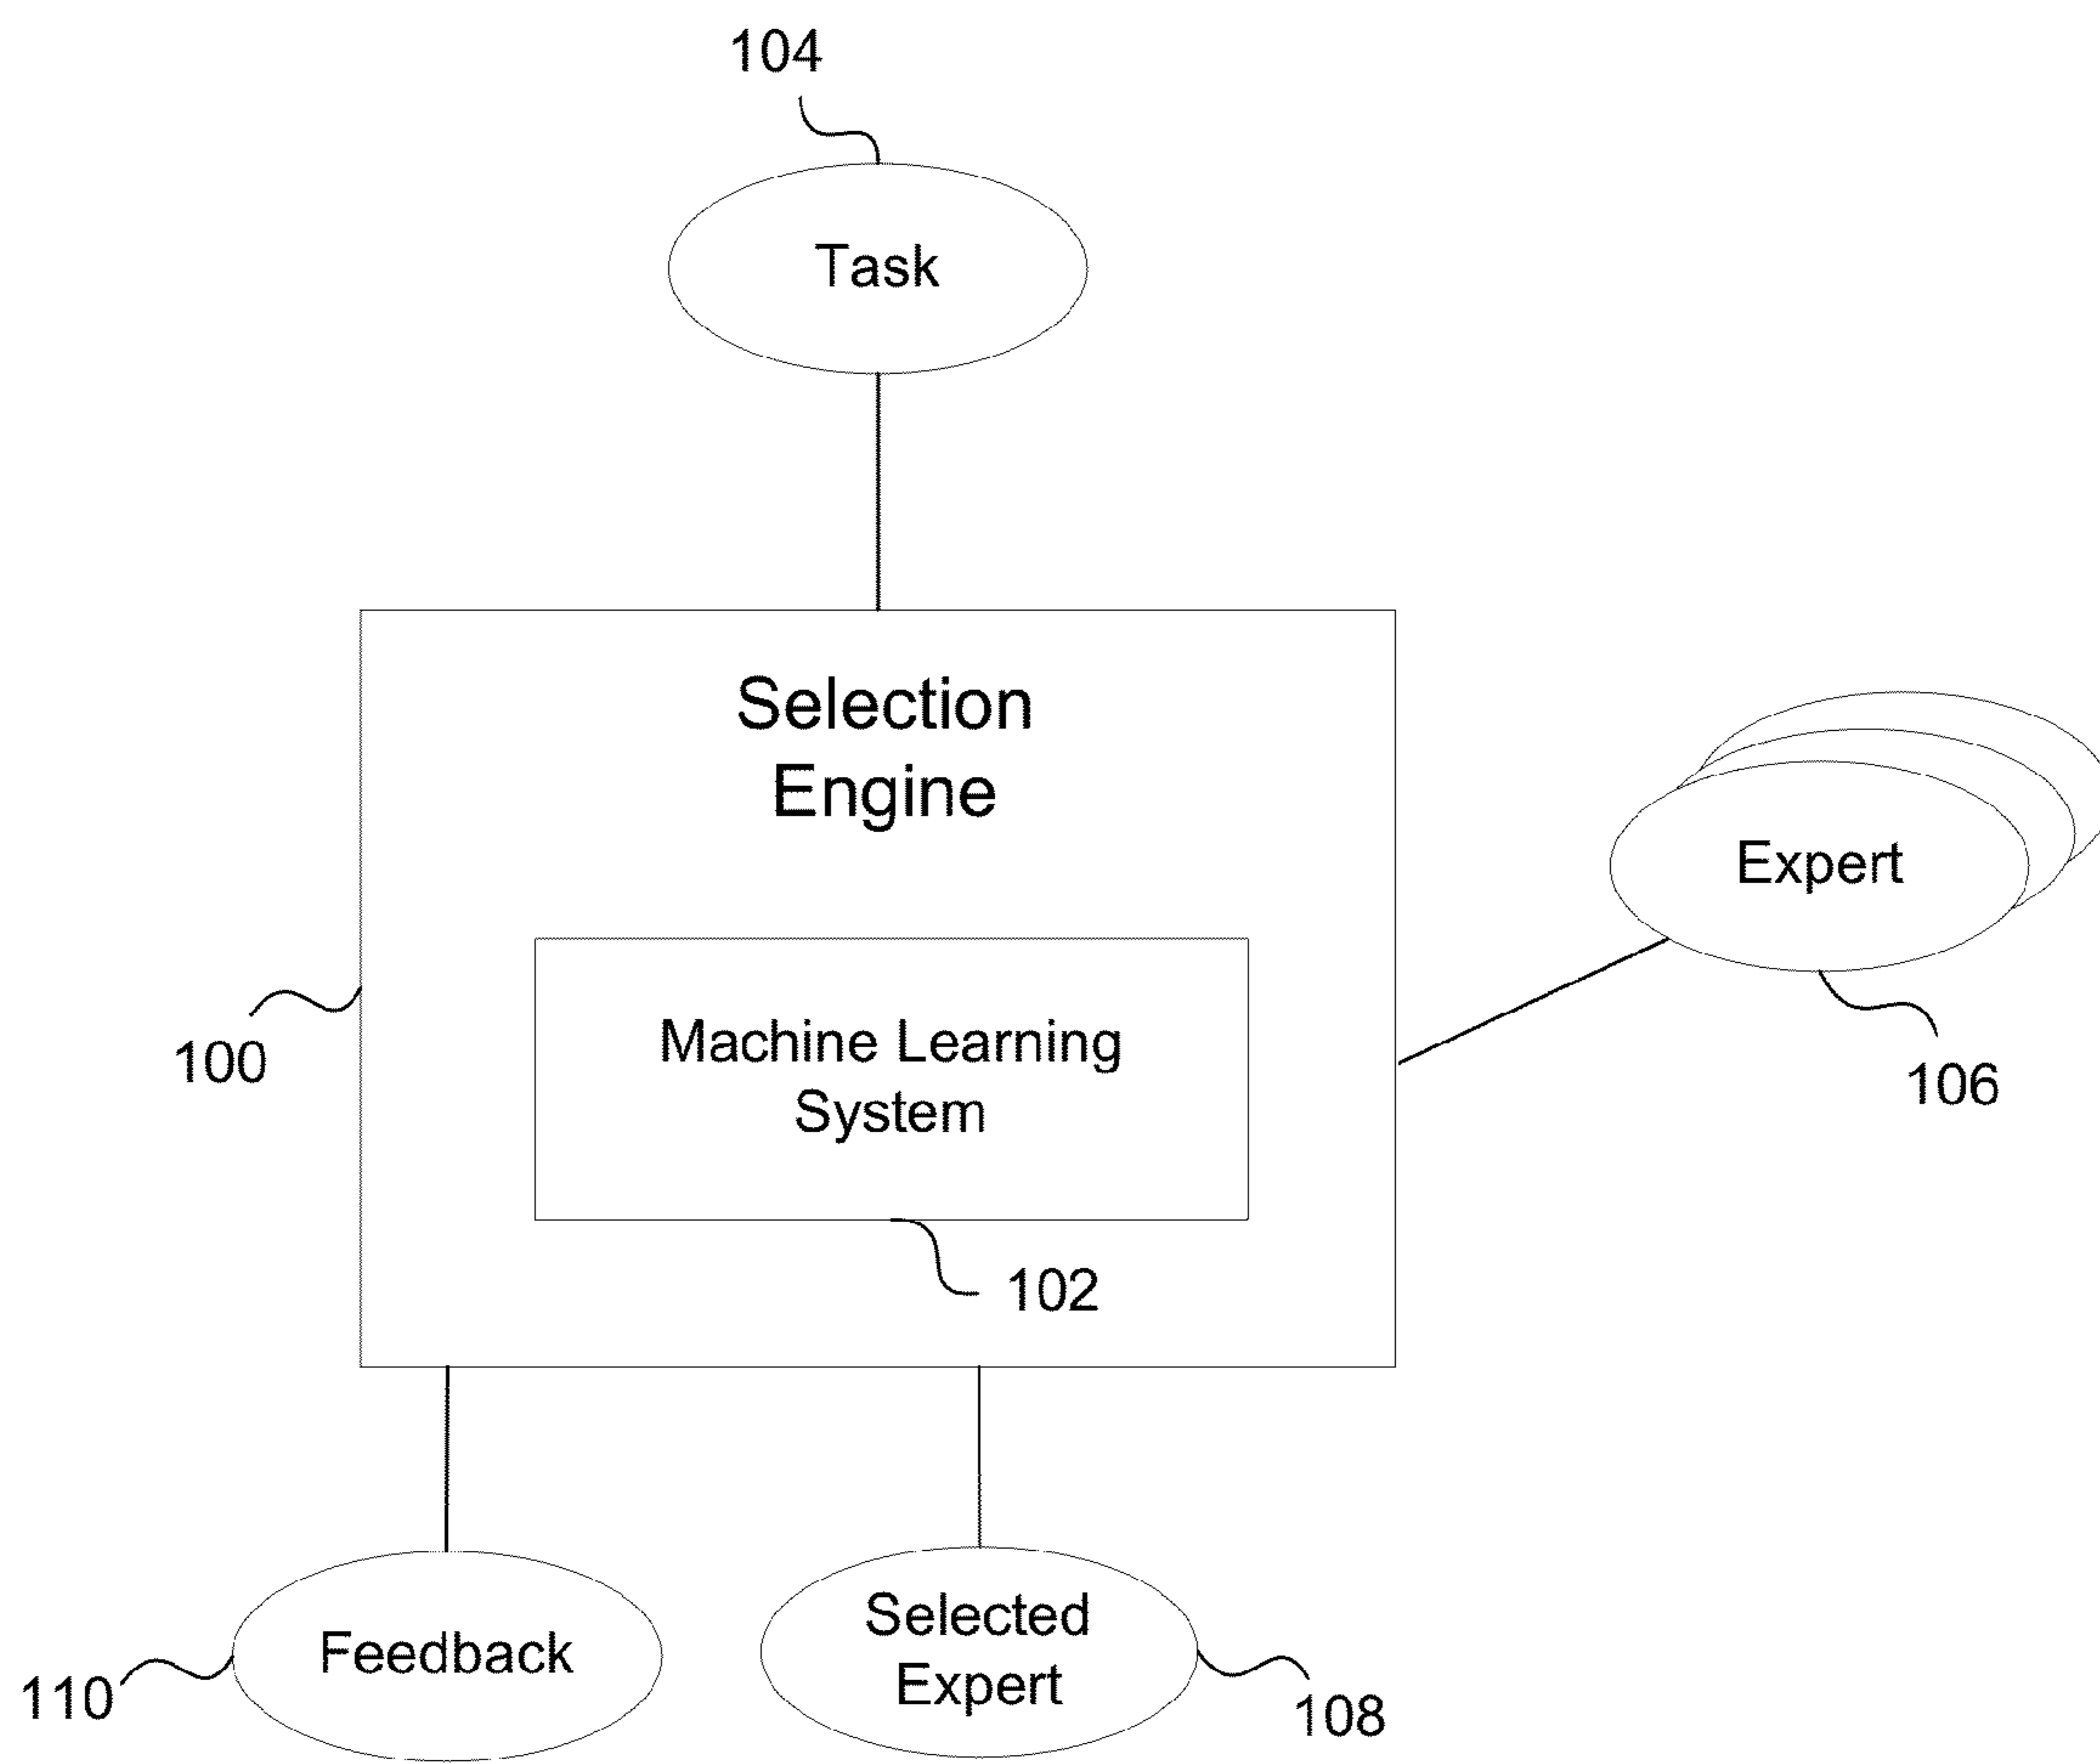 104
Task
Selection
Engine
Expert
Machine Learning
System
100
106
102
Feedback
Selected
Expert
110
108